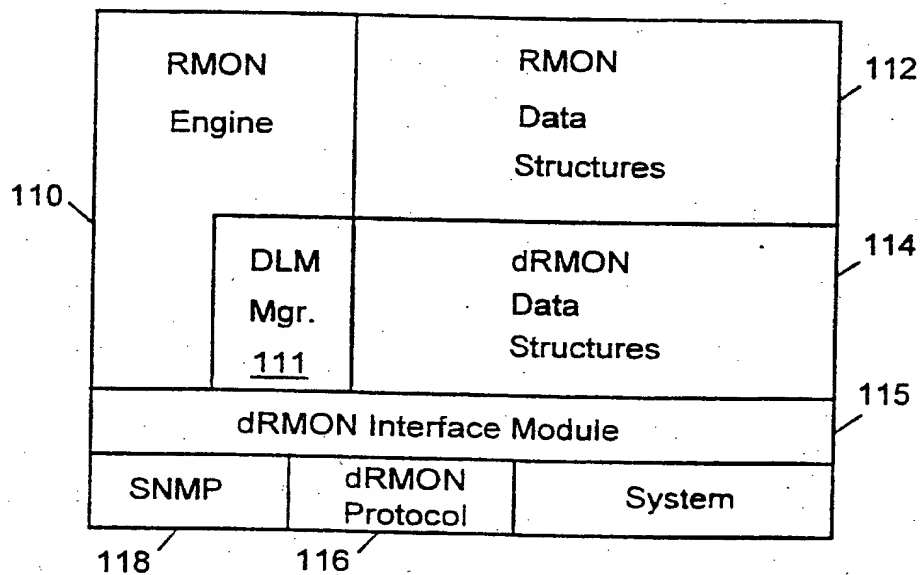 RMON
Engine
RMON
Data
Structures
112
110
DLM
Mgr.
111
dRMON
Data
Structures
114
dRMON Interface Module
115
SNMP
dRMON
Protocol
System
118
116